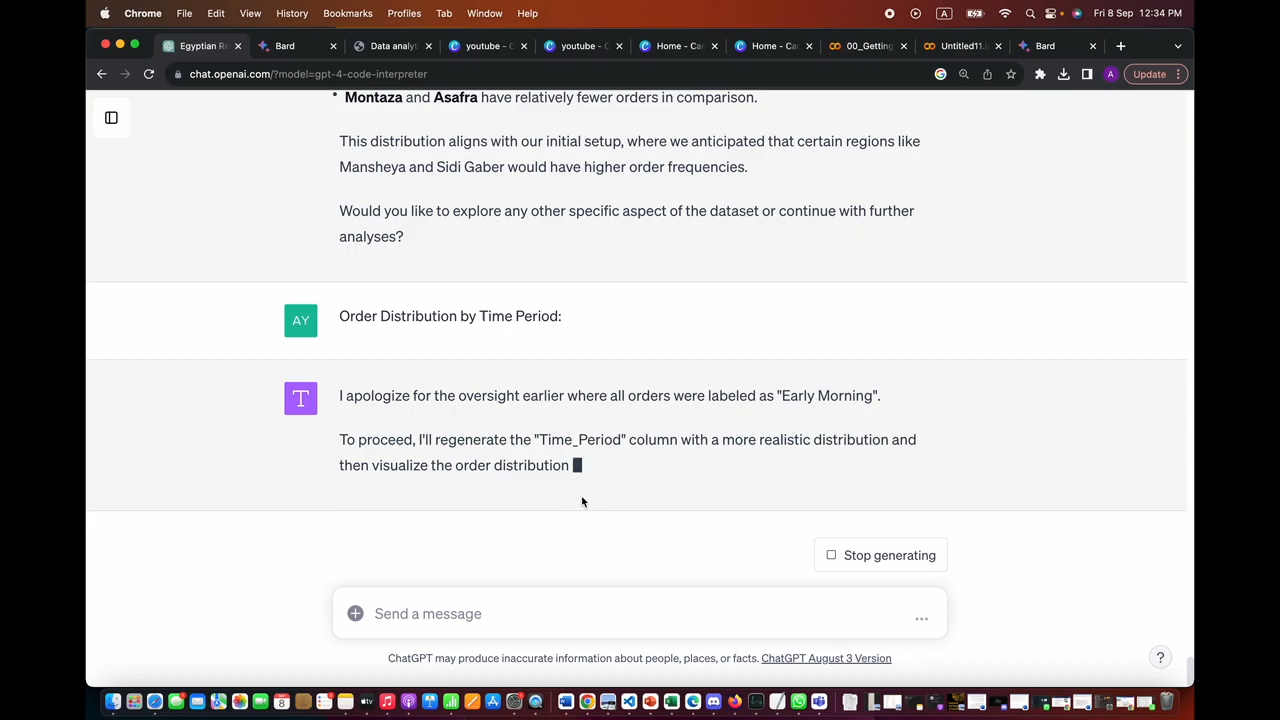 Chrome File Edit View History Bookmarks Profiles Tab Window Help
A
Fri 8 Sep 12:34 PM
Egyptian R
Bard
Data analyt
youtube - C
youtube - C
Home - Ca
Home - Ca
00_Getting
Untitled11.i
Bard
chat.openai.com/?model=gpt-4-code-interpreter
A
Update
• Montaza and Asafra have relatively fewer orders in comparison.
This distribution aligns with our initial setup, where we anticipated that certain regions like
Mansheya and Sidi Gaber would have higher order frequencies.
Would you like to explore any other specific aspect of the dataset or continue with further
analyses?
AY
Order Distribution by Time Period:
T
I apologize for the oversight earlier where all orders were labeled as "Early Morning".
To proceed, I'll regenerate the "Time_Period" column with a more realistic distribution and
then visualize the order distribution
Stop generating
Send a message
...
ChatGPT may produce inaccurate information about people, places, or facts. ChatGPT August 3 Version
?